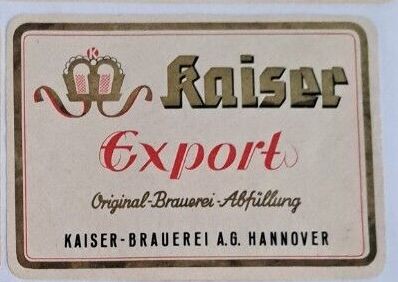 K
Kaiser
Export
Original-Brauerei-Abfüllung
KAISER-BRAUEREI A.G. HANNOVER